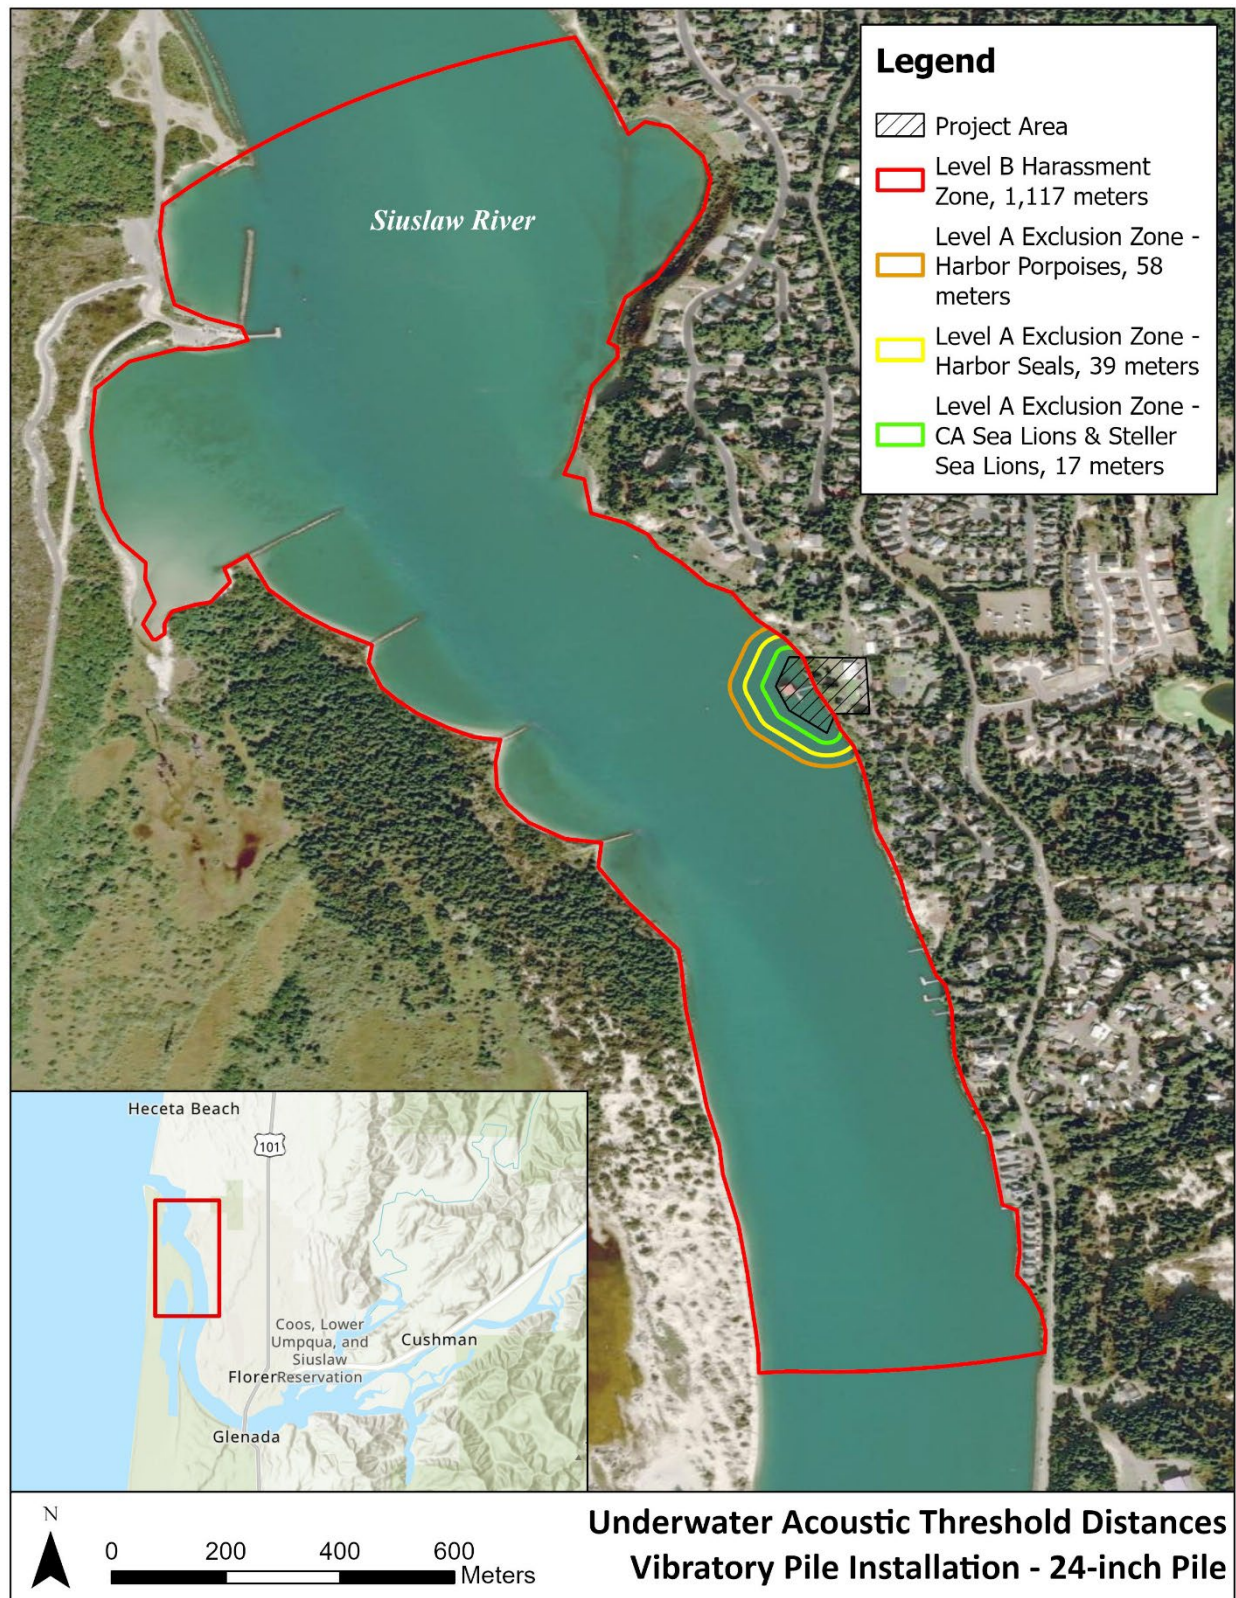 Legend
Project Area
Level B Harassment
Zone, 1,117 meters
Level A Exclusion Zone -
Harbor Porpoises, 58
meters
Level A Exclusion Zone -
Harbor Seals, 39 meters
Level A Exclusion Zone -
CA Sea Lions & Steller
Sea Lions, 17 meters
Siuslaw River
Heceta Beach
101
Coos, Lower
Umpqua, and
Siuslaw
Reservation
Cushman
Floren
Glenada
N
0 200 400 600
Meters
Underwater Acoustic Threshold Distances
Vibratory Pile Installation - 24-inch Pile